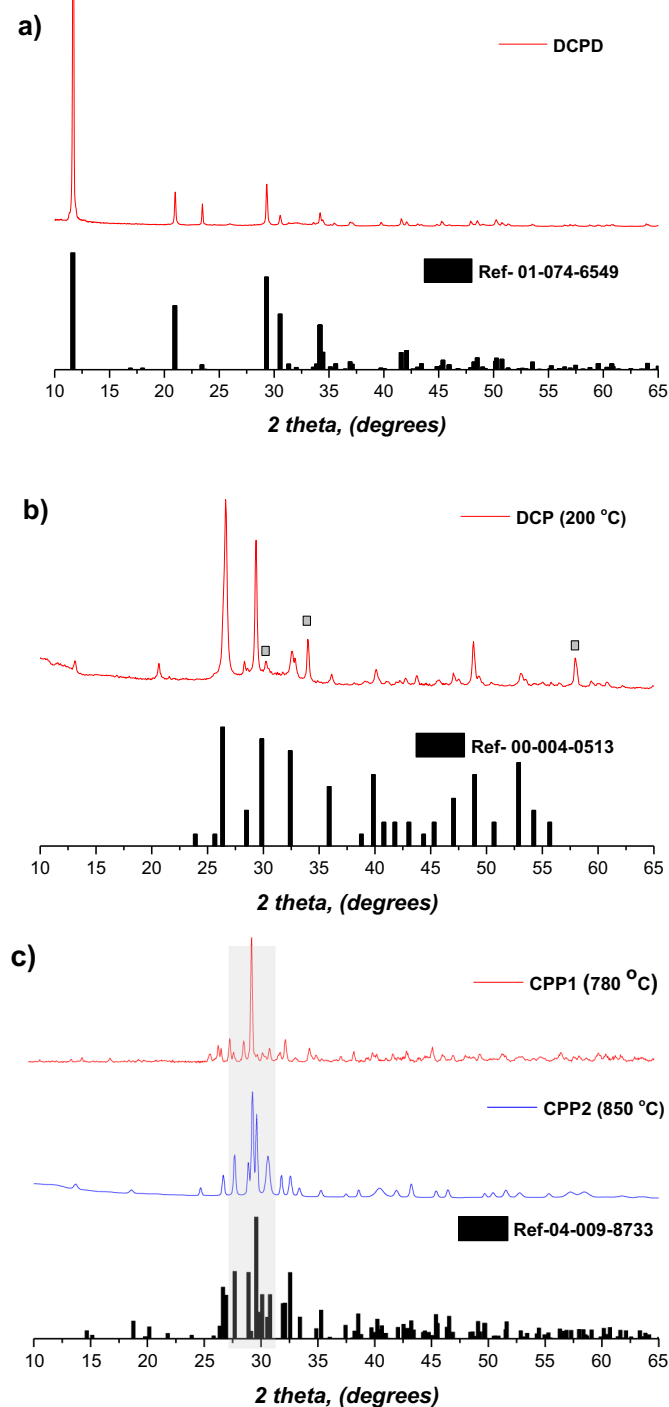 a)
DCPD
Ref- 01-074-6549
10 15 20 25 30 35 40 45 50 55 60 65
2 theta, (degrees)
b)
DCP (200 °C)
Ref- 00-004-0513
10 15 20 25 30 35 40 45 50 55 60 65
2 theta, (degrees)
c)
CPP1 (780 °C)
CPP2 (850 °C)
Ref-04-009-8733
10 15 20 25 30 35 40 45 50 55 60 65
2 theta, (degrees)